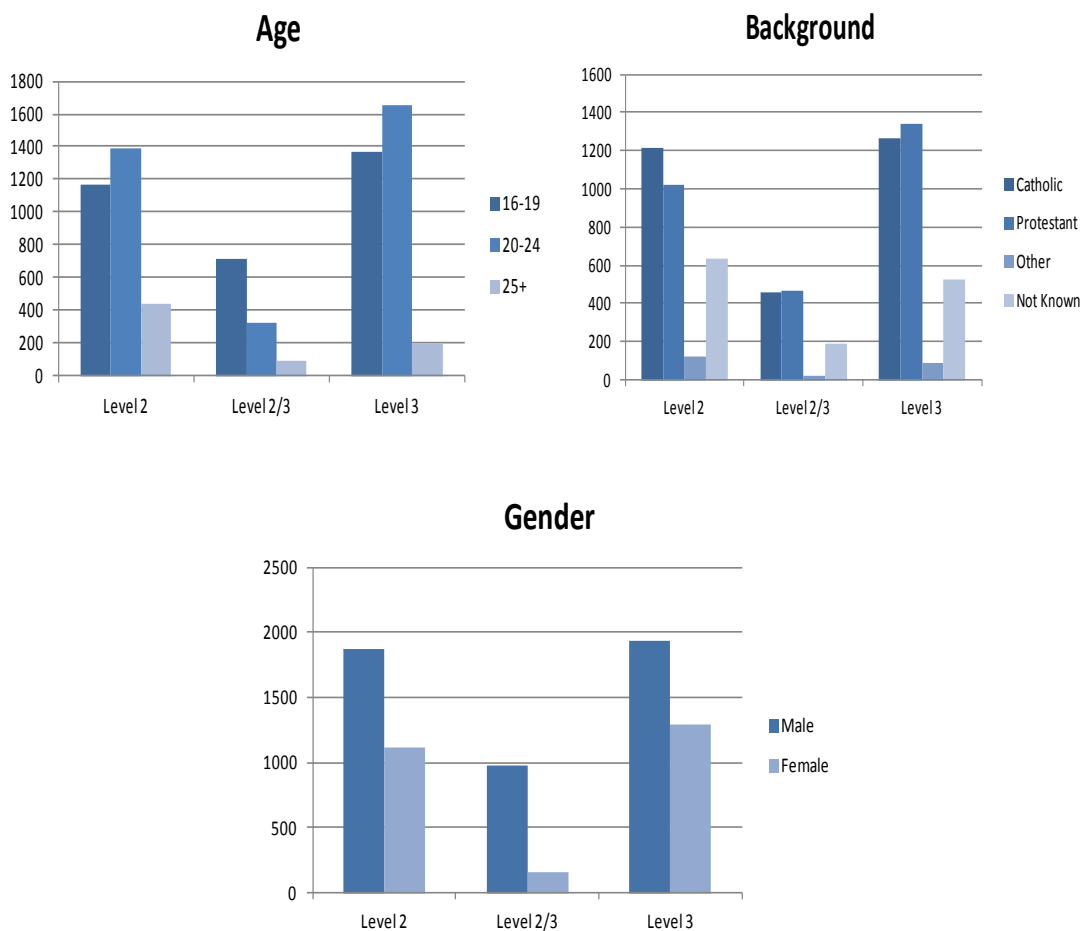 Age
1800
1600
1400
1200
1000
800
600
400
200
0
Level 2
Level 2/3
Level 3
16-19
20-24
25+
Background
1600
1400
1200
1000
800
600
400
200
0
Level 2
Level 2/3
Level 3
Catholic
Protestant
Other
Not Known
Gender
2500
2000
1500
1000
500
0
Level 2
Level 2/3
Level 3
Male
Female